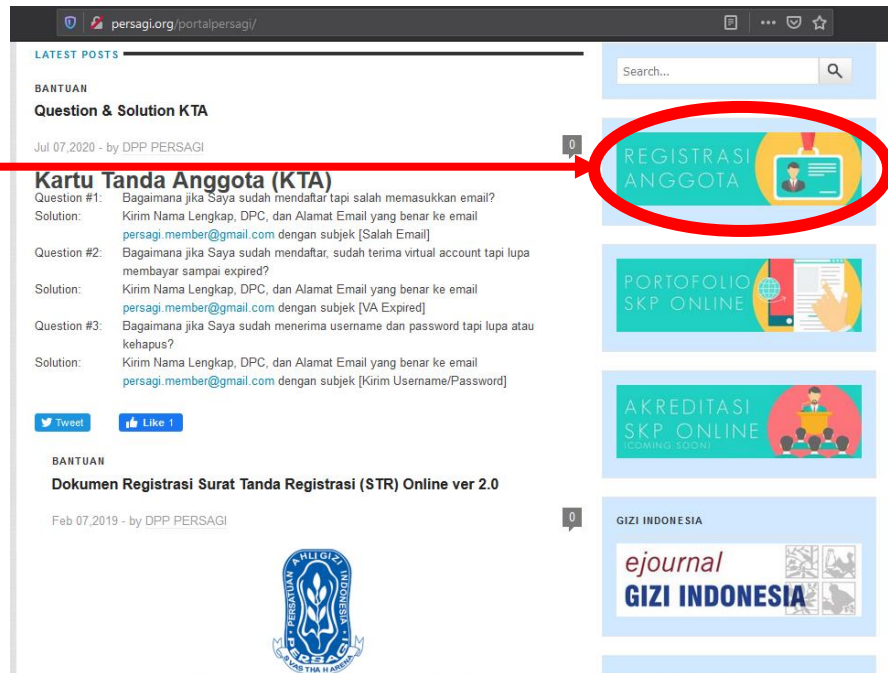 persagi.org/portalpersagi/
LATEST POSTS
BANTUAN
Question & Solution KTA
Jul 07,2020 - by DPP PERSAGI
0
Kartu Tanda Anggota (KTA)
Question #1: Bagaimana jika Saya sudah mendaftar tapi salah memasukkan email?
Solution: Kirim Nama Lengkap, DPC, dan Alamat Email yang benar ke email
persagi.member@gmail.com dengan subjek [Salah Email]
Question #2: Bagaimana jika Saya sudah mendaftar, sudah terima virtual account tapi lupa
membayar sampai expired?
Solution: Kirim Nama Lengkap, DPC, dan Alamat Email yang benar ke email
persagi.member@gmail.com dengan subjek [VA Expired]
Question #3: Bagaimana jika Saya sudah menerima username dan password tapi lupa atau
kehapus?
Solution: Kirim Nama Lengkap, DPC, dan Alamat Email yang benar ke email
persagi.member@gmail.com dengan subjek [Kirim Username/Password]
Tweet
Like 1
BANTUAN
Dokumen Registrasi Surat Tanda Registrasi (STR) Online ver 2.0
Feb 07,2019 - by DPP PERSAGI
0
PERSATUAN AHLI GIZI INDONESIA
PERSAGI
SVASTHA HARENA
Search...
REGISTRASI
ANGGOTA
PORTOFOLIO
SKP ONLINE
AKREDITASI
SKP ONLINE
(COMING SOON)
GIZI INDONESIA
ejournal
GIZI INDONESIA